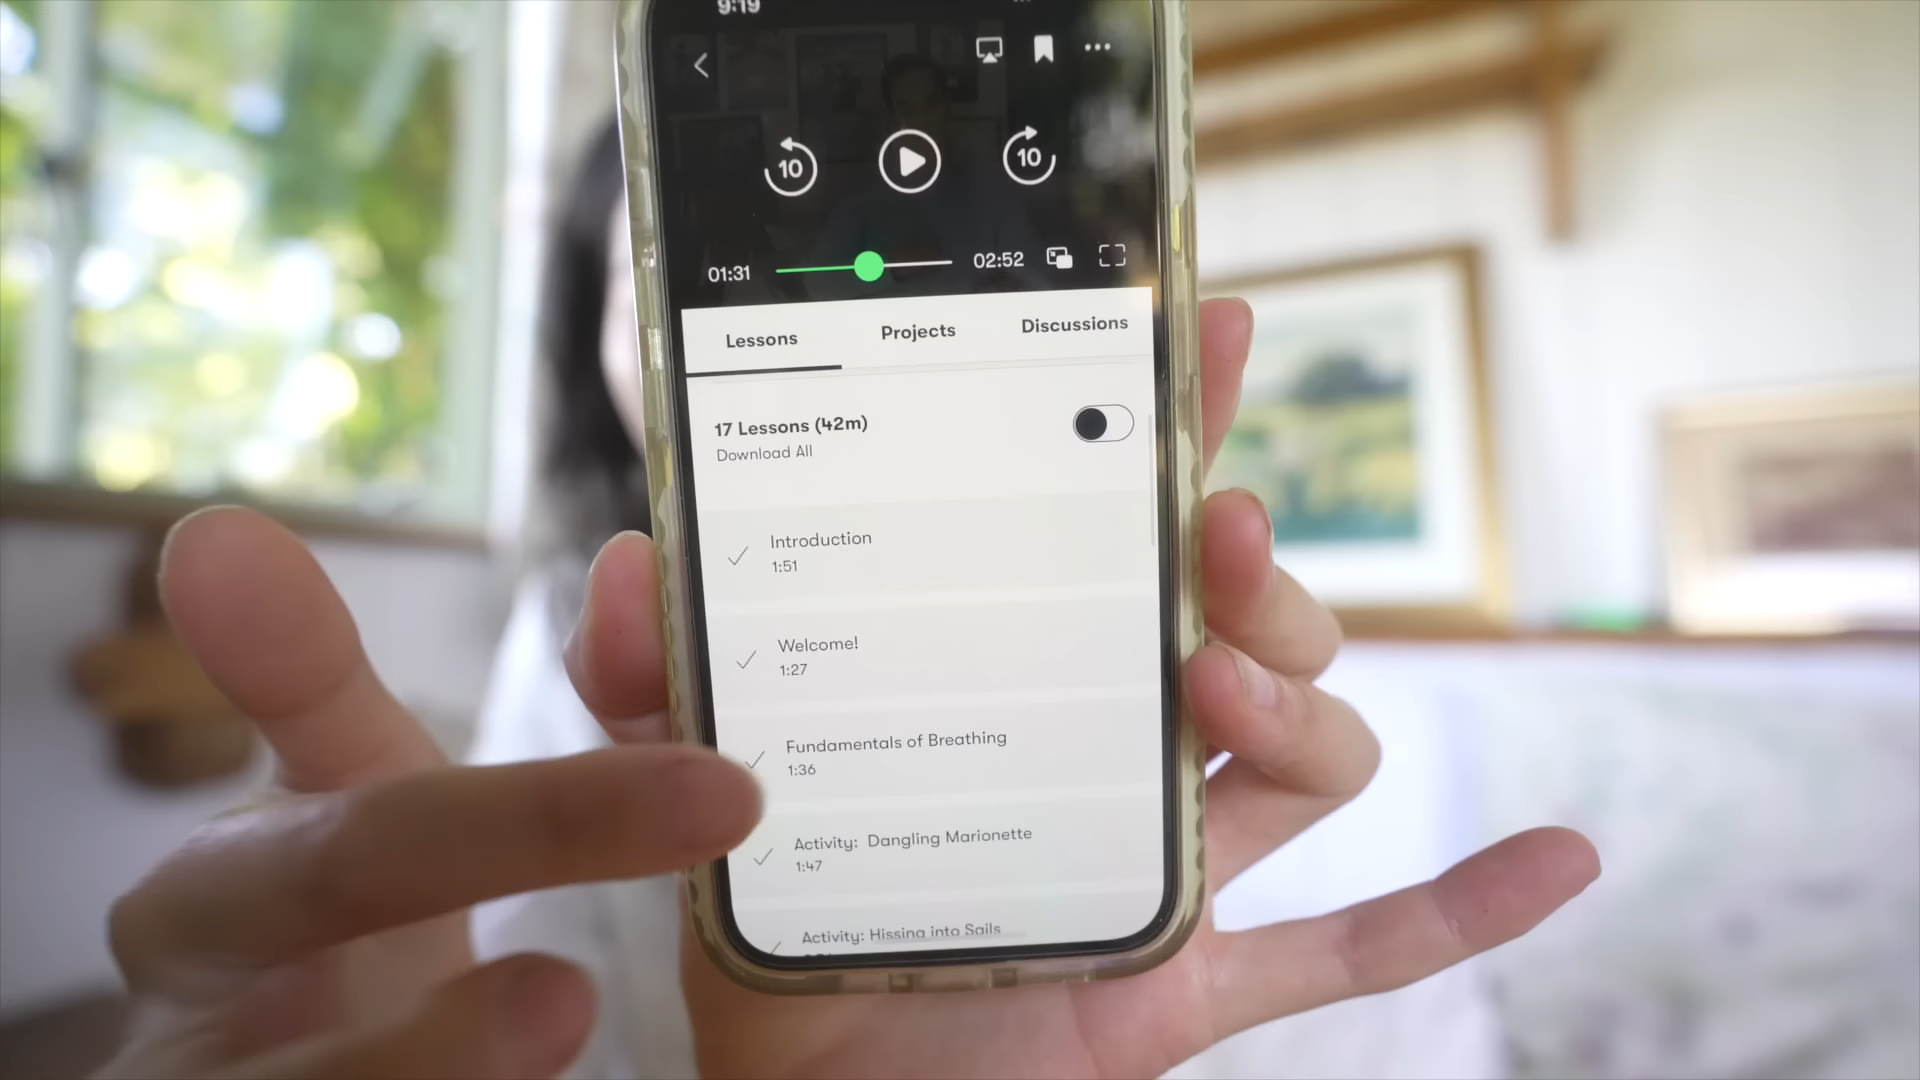 9:19
10
10
01:31
02:52
Lessons
Projects
Discussions
17 Lessons (42m)
Download All
Introduction
1:51
Welcome!
1:27
Fundamentals of Breathing
1:36
Activity: Dangling Marionette
1:47
Activity: Hissing into Sails